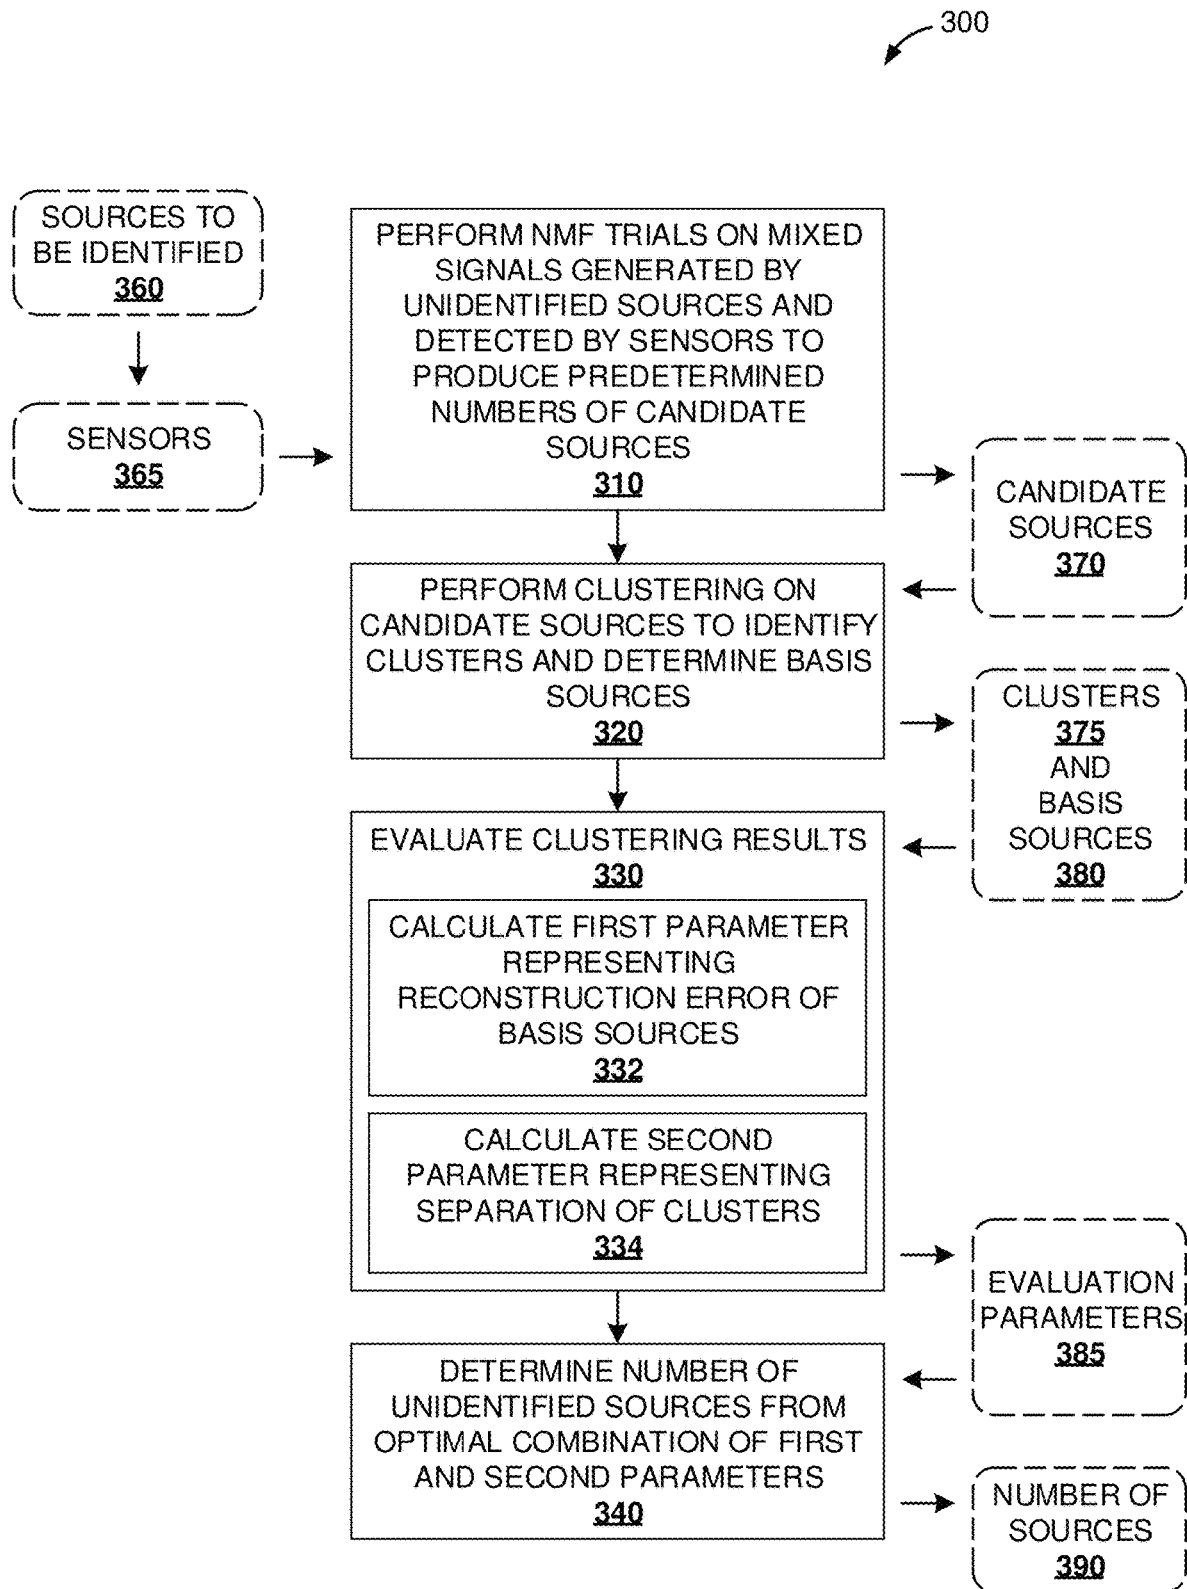 300
SOURCES TO
BE IDENTIFIED
360
SENSORS
365
PERFORM NMF TRIALS ON MIXED
SIGNALS GENERATED BY
UNIDENTIFIED SOURCES AND
DETECTED BY SENSORS TO
PRODUCE PREDETERMINED
NUMBERS OF CANDIDATE
SOURCES
310
CANDIDATE
SOURCES
370
PERFORM CLUSTERING ON
CANDIDATE SOURCES TO IDENTIFY
CLUSTERS AND DETERMINE BASIS
SOURCES
320
CLUSTERS
375
AND
BASIS
SOURCES
380
EVALUATE CLUSTERING RESULTS
330
CALCULATE FIRST PARAMETER
REPRESENTING
RECONSTRUCTION ERROR OF
BASIS SOURCES
332
CALCULATE SECOND
PARAMETER REPRESENTING
SEPARATION OF CLUSTERS
334
EVALUATION
PARAMETERS
385
DETERMINE NUMBER OF
UNIDENTIFIED SOURCES FROM
OPTIMAL COMBINATION OF FIRST
AND SECOND PARAMETERS
340
NUMBER OF
SOURCES
390